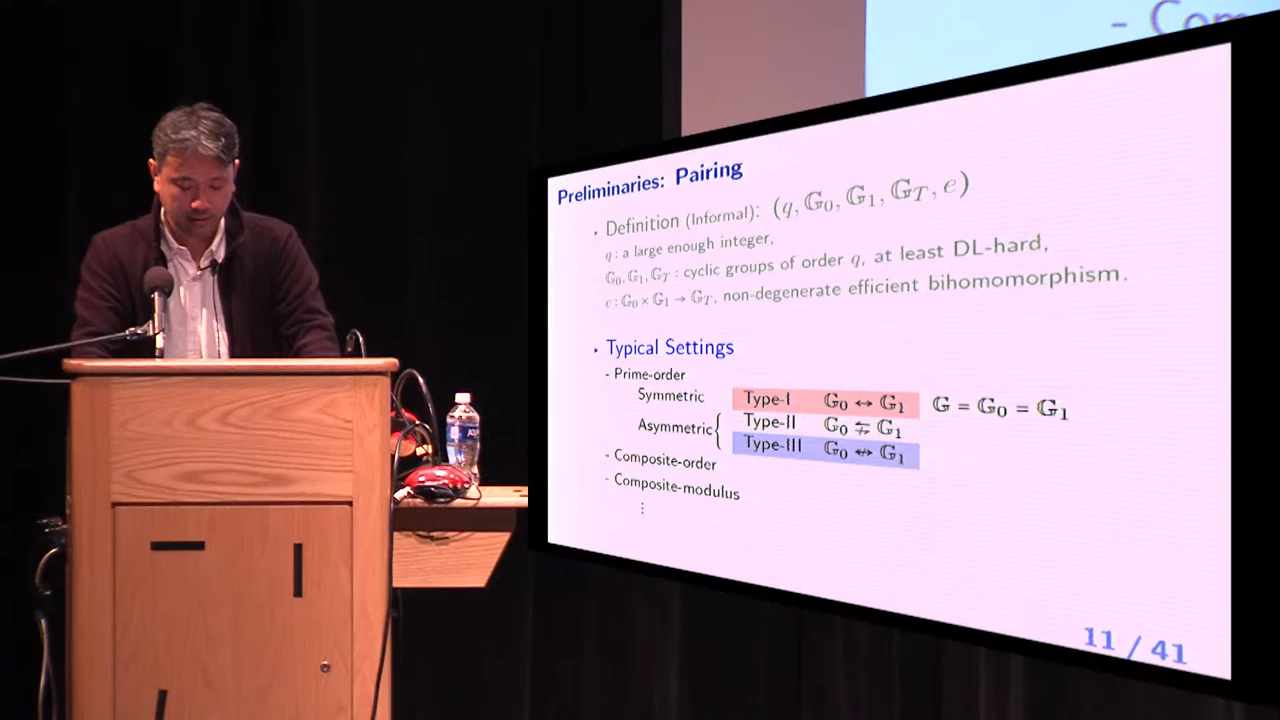 - Com
Preliminaries: Pairing
· Definition (Informal): (q, 𝔾₀, 𝔾₁, 𝔾_T, e)
q : a large enough integer,
𝔾₀, 𝔾₁, 𝔾_T : cyclic groups of order q, at least DL-hard,
e : 𝔾₀ × 𝔾₁ → 𝔾_T, non-degenerate efficient bihomomorphism.
· Typical Settings
- Prime-order
Symmetric Type-I 𝔾₀ ↔ 𝔾₁ 𝔾 = 𝔾₀ = 𝔾₁
Asymmetric { Type-II 𝔾₀ ⇆̸ 𝔾₁
Type-III 𝔾₀ ↮ 𝔾₁
- Composite-order
- Composite-modulus
⋮
11 / 41